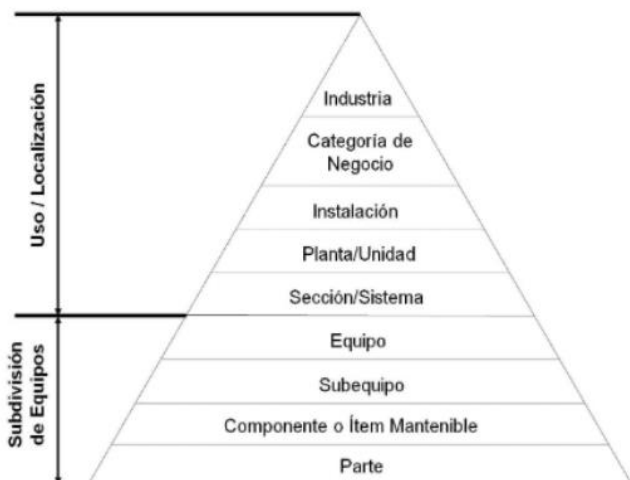 Uso / Localización
Industria
Categoría de
Negocio
Instalación
Planta/Unidad
Sección/Sistema
Subdivisión
de Equipos
Equipo
Subequipo
Componente o Ítem Mantenible
Parte